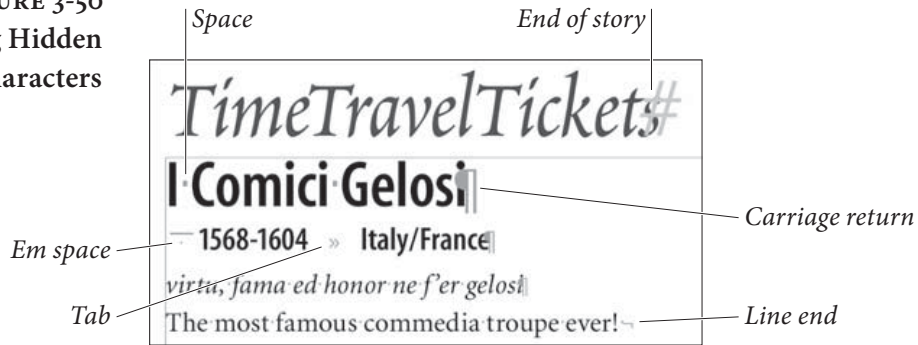 URE 3-50
Hidden
aracters
Space
End of story
TimeTravelTickets#
I·Comici·Gelosi¶
Carriage return
Em space
1568-1604 » Italy/France¶
virtu, fama ed honor ne f'er gelosi¶
Tab
The most famous commedia troupe ever!¬
Line end